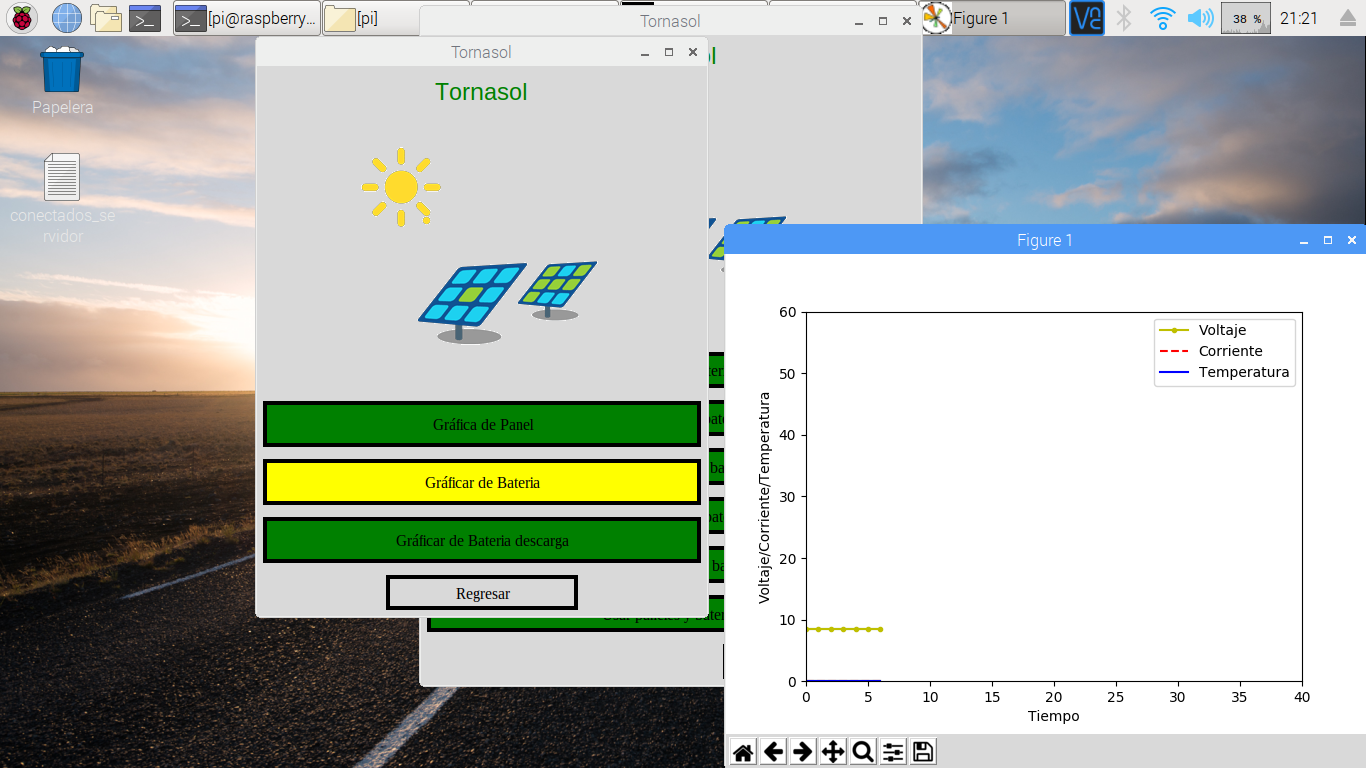 [pi@raspberry...
[pi]
Figure 1
38 %
21:21
Tornasol
Papelera
conectados_se
rvidor
Tornasol
Tornasol
Gráfica de Panel
Gráficar de Bateria
Gráficar de Bateria descarga
Regresar
Figure 1
Voltaje
Corriente
Temperatura
Voltaje/Corriente/Temperatura
60
50
40
30
20
10
0
0 5 10 15 20 25 30 35 40
Tiempo